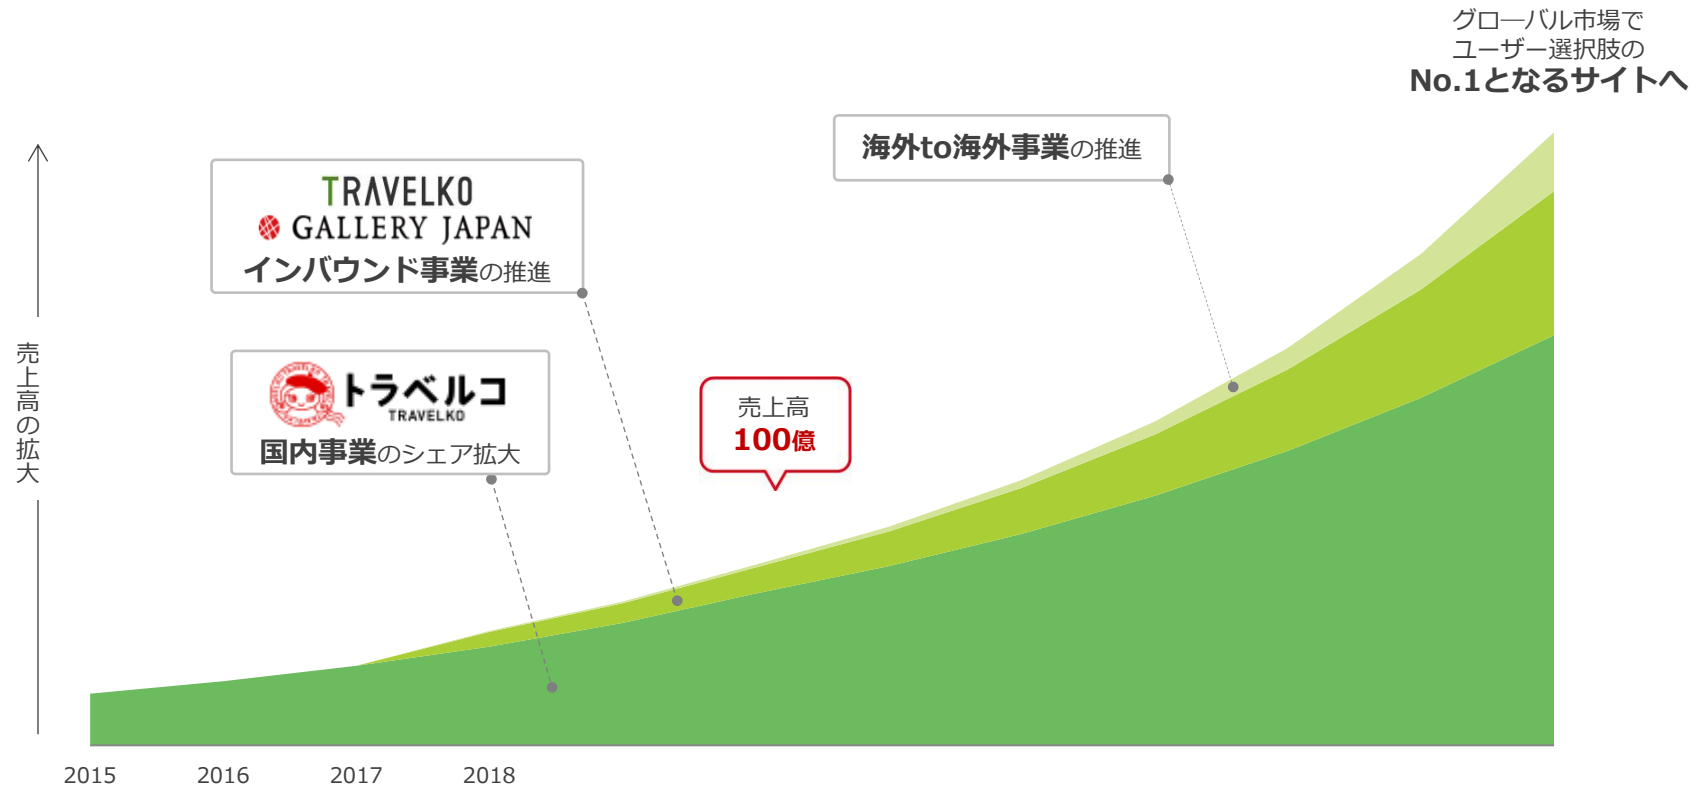 グローバル市場で
ユーザー選択肢の
No.1となるサイトへ
海外to海外事業の推進
TRAVELKO
GALLERY JAPAN
インバウンド事業の推進
トラベルコ
TRAVELKO
国内事業のシェア拡大
売上高
100億
売上高の拡大
2015 2016 2017 2018